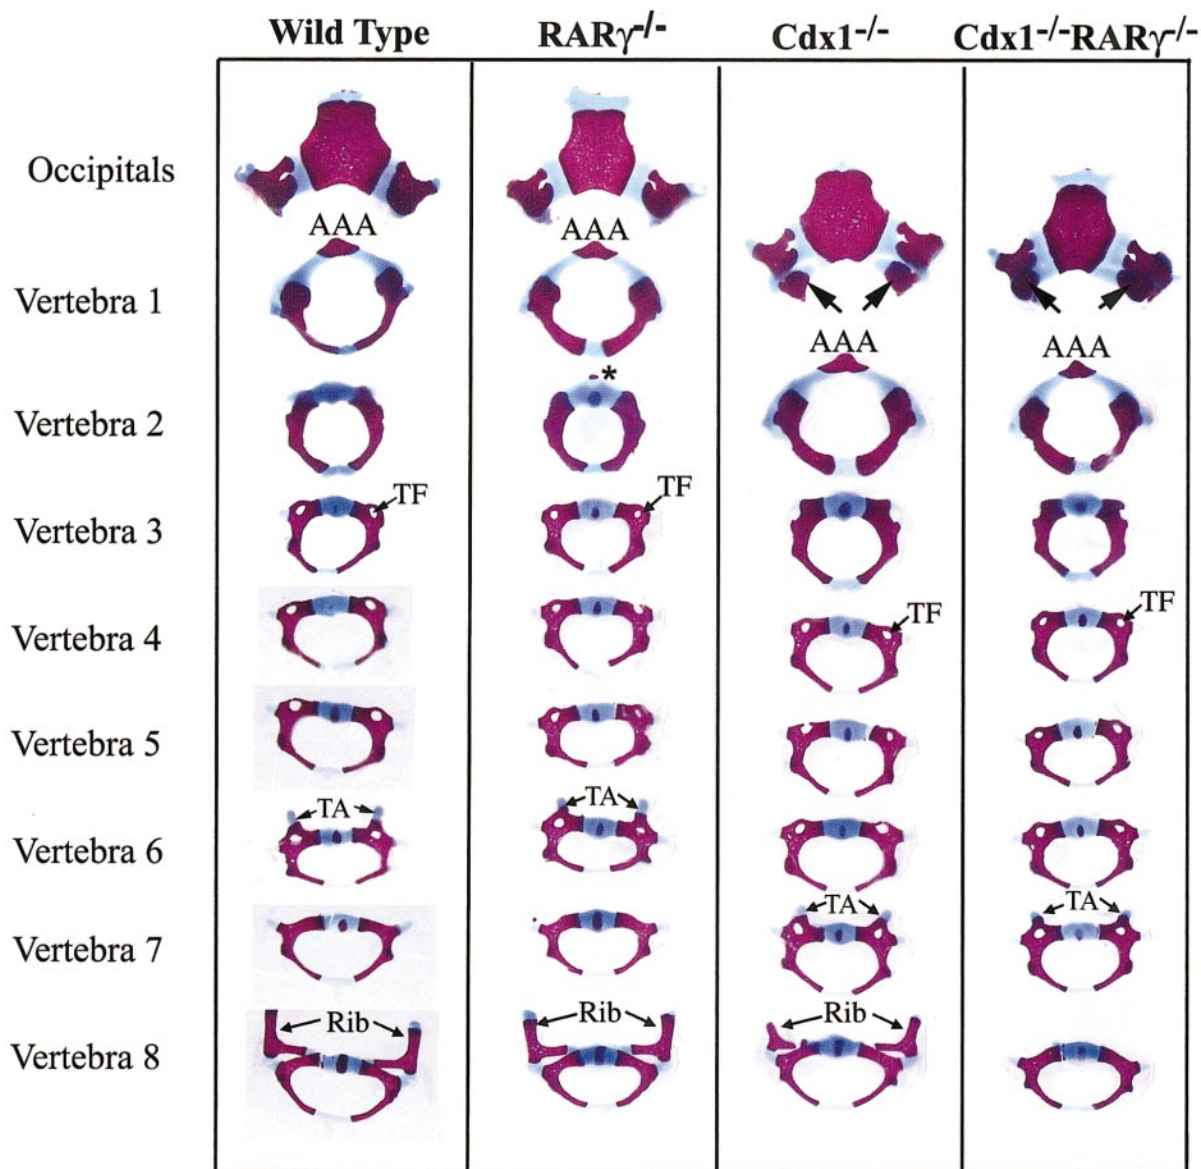 Wild Type RARγ-/- Cdx1-/- Cdx1-/-RARγ-/-
Occipitals
AAA AAA
Vertebra 1
AAA AAA
*
Vertebra 2
TF TF
Vertebra 3
TF TF
Vertebra 4
Vertebra 5
TA TA
Vertebra 6
TA TA
Vertebra 7
Rib Rib Rib
Vertebra 8